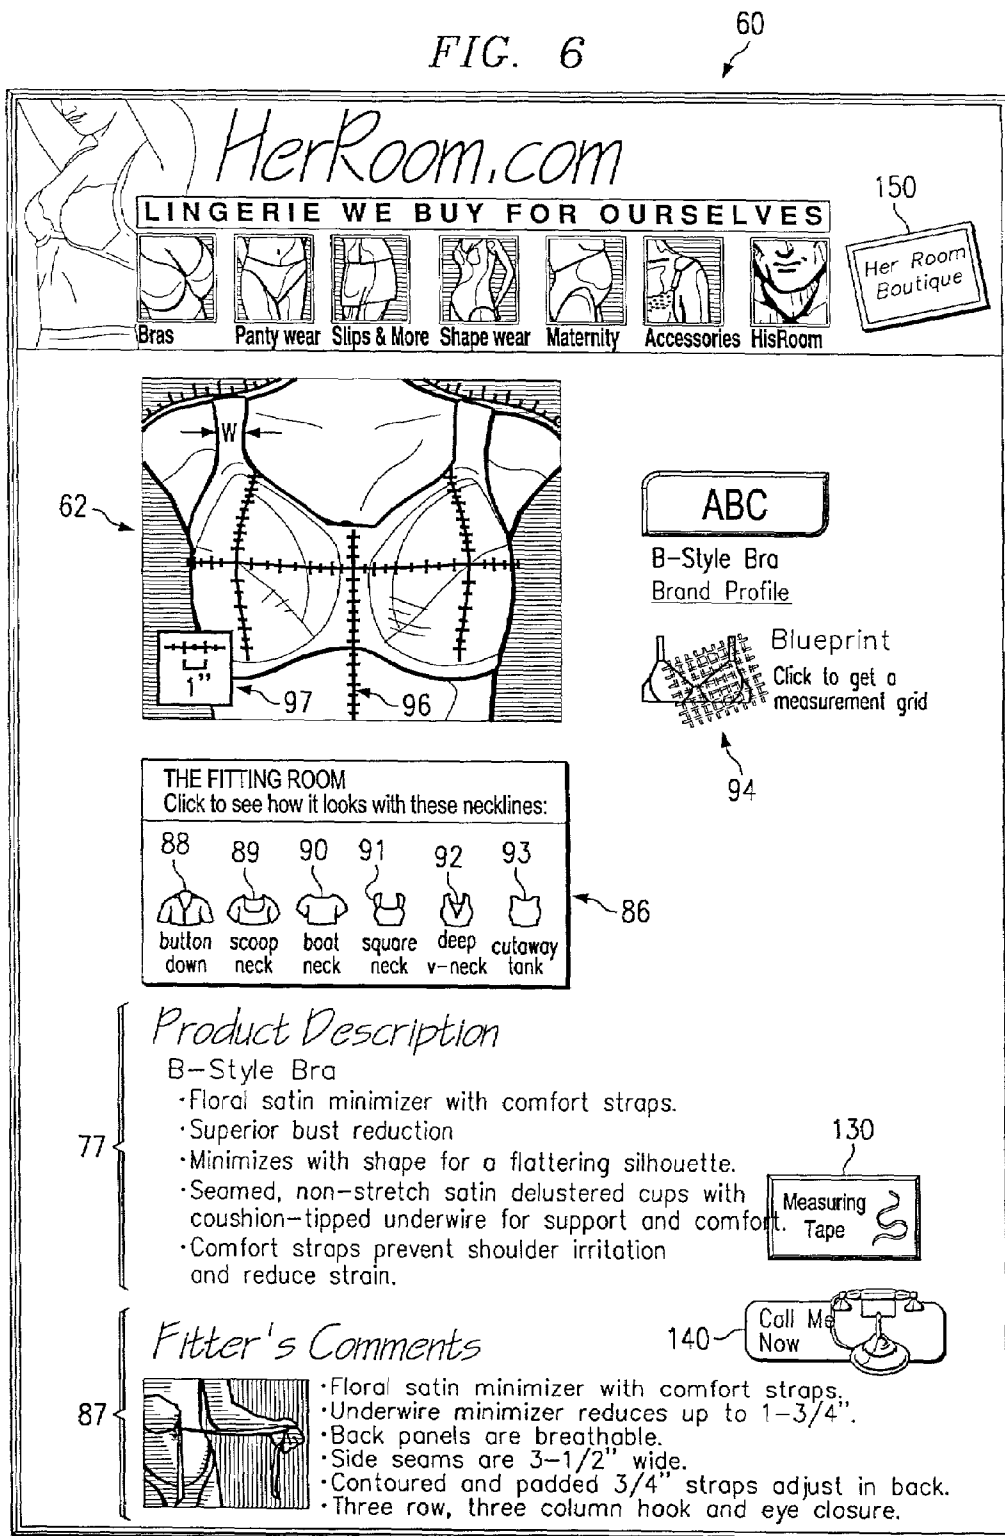 FIG. 6
60
HerRoom.com
150
LINGERIE WE BUY FOR OURSELVES
Her Room
Boutique
Bras Panty wear Slips & More Shape wear Maternity Accessories HisRoom
W
62
ABC
B-Style Bra
Brand Profile
Blueprint
Click to get a
measurement grid
1"
97
96
94
THE FITTING ROOM
Click to see how it looks with these necklines:
88 89 90 91 92 93
86
button down
scoop neck
boat neck
square neck
deep v-neck
cutaway tank
Product Description
B-Style Bra
·Floral satin minimizer with comfort straps.
·Superior bust reduction
77
·Minimizes with shape for a flattering silhouette.
·Seamed, non-stretch satin delustered cups with
coushion-tipped underwire for support and comfort.
·Comfort straps prevent shoulder irritation
and reduce strain.
130
Measuring
Tape
140
Call Me
Now
Fitter's Comments
87
·Floral satin minimizer with comfort straps.
·Underwire minimizer reduces up to 1-3/4".
·Back panels are breathable.
·Side seams are 3-1/2" wide.
·Contoured and padded 3/4" straps adjust in back.
·Three row, three column hook and eye closure.